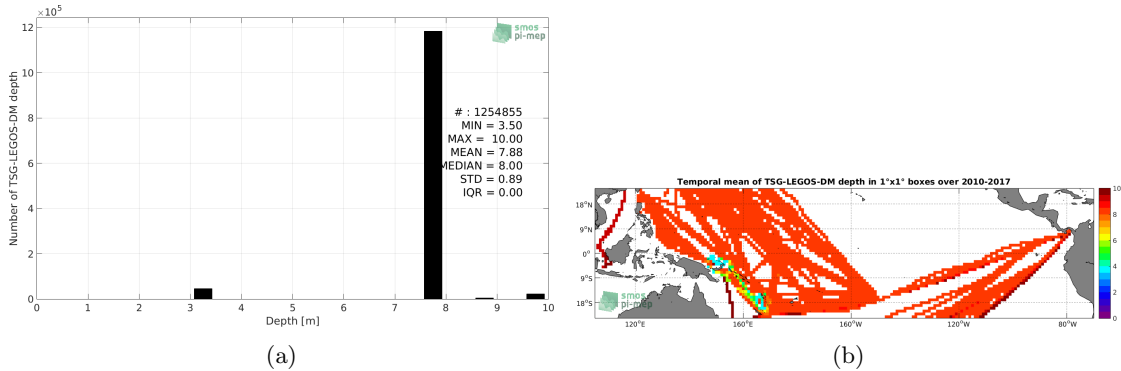 ×10⁵
12
10
8
6
4
2
0
0 1 2 3 4 5 6 7 8 9 10
Number of TSG-LEGOS-DM depth
Depth [m]
smos
pi-mep
# : 1254855
MIN = 3.50
MAX = 10.00
MEAN = 7.88
MEDIAN = 8.00
STD = 0.89
IQR = 0.00
(a)
Temporal mean of TSG-LEGOS-DM depth in 1°x1° boxes over 2010-2017
18°N
9°N
0°
9°S
18°S
120°E 160°E 160°W 120°W 80°W
10
8
6
4
2
0
smos
pi-mep
(b)